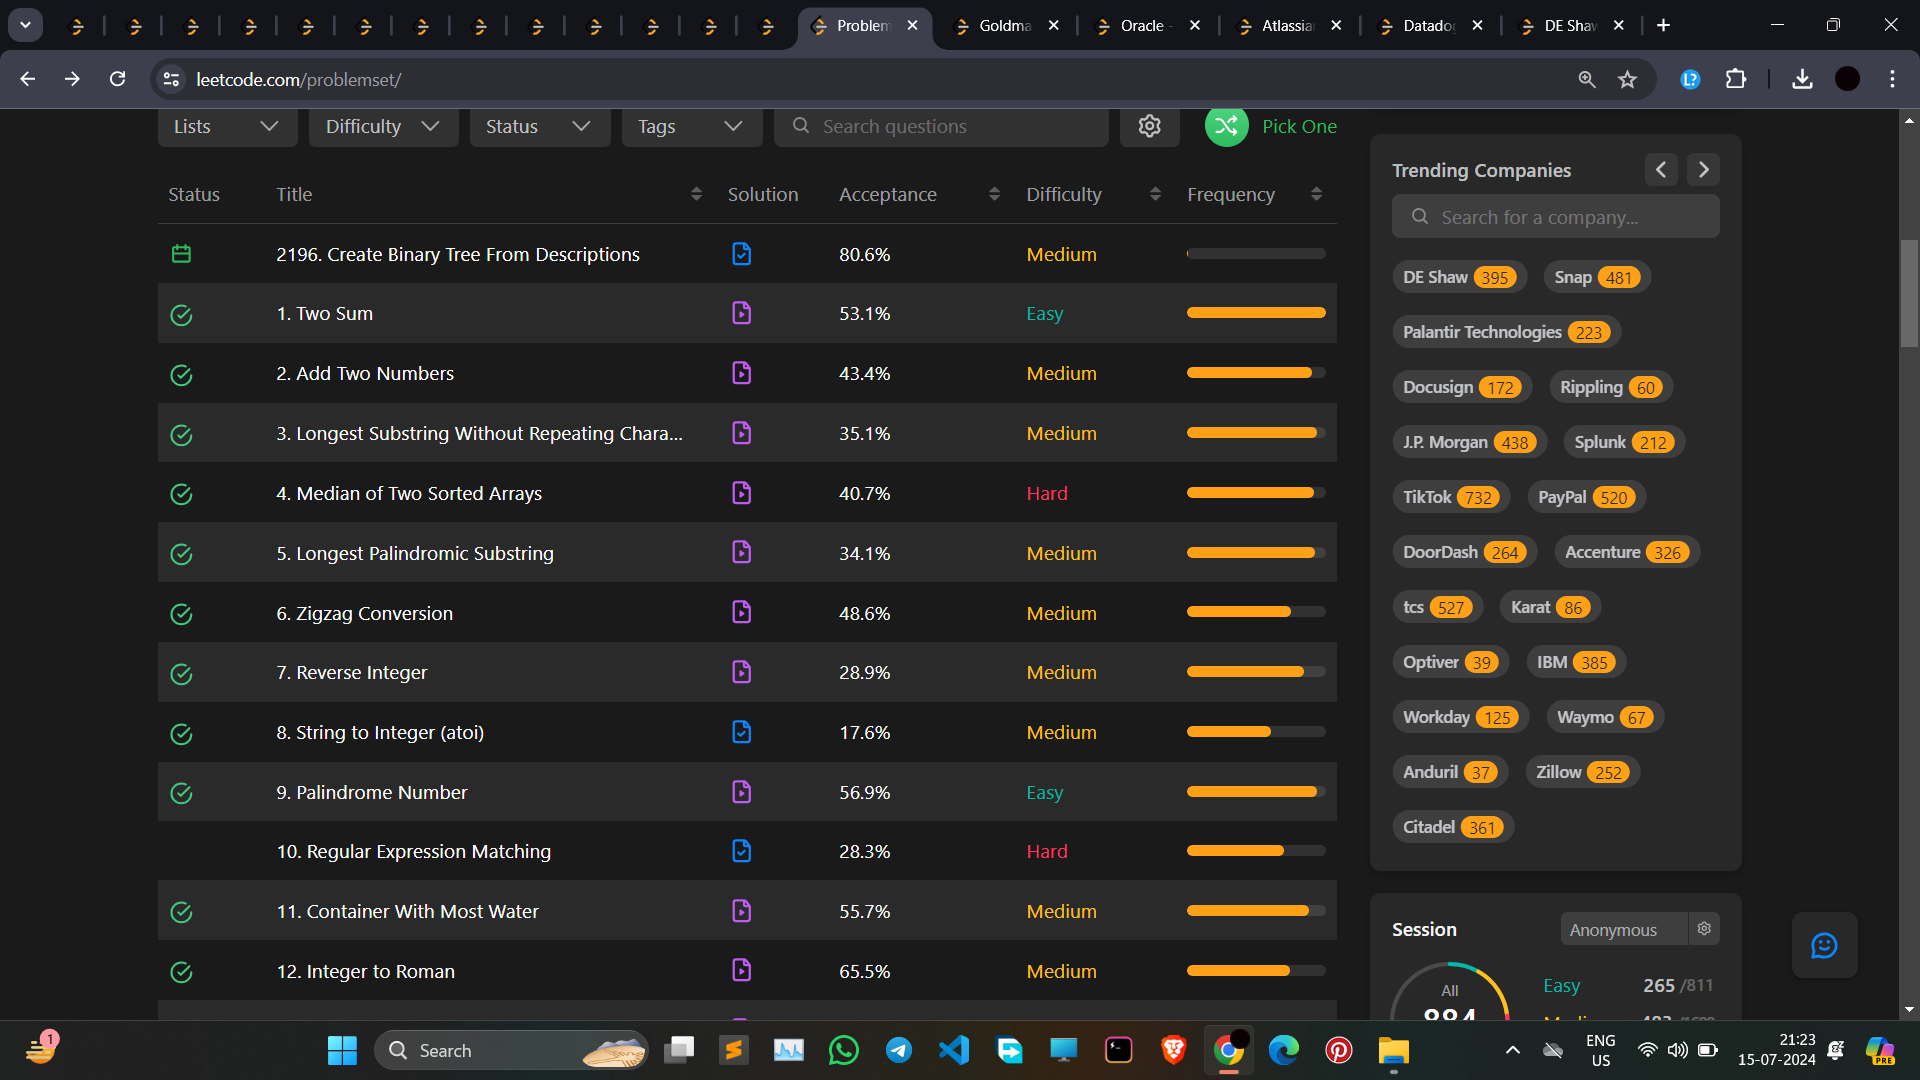 Problem
Goldma
Oracle -
Atlassia
Datadog
DE Shaw
leetcode.com/problemset/
Lists
Difficulty
Status
Tags
Search questions
Pick One
Status Title Solution Acceptance Difficulty Frequency
2196. Create Binary Tree From Descriptions 80.6% Medium
1. Two Sum 53.1% Easy
2. Add Two Numbers 43.4% Medium
3. Longest Substring Without Repeating Chara... 35.1% Medium
4. Median of Two Sorted Arrays 40.7% Hard
5. Longest Palindromic Substring 34.1% Medium
6. Zigzag Conversion 48.6% Medium
7. Reverse Integer 28.9% Medium
8. String to Integer (atoi) 17.6% Medium
9. Palindrome Number 56.9% Easy
10. Regular Expression Matching 28.3% Hard
11. Container With Most Water 55.7% Medium
12. Integer to Roman 65.5% Medium
Trending Companies
Search for a company...
DE Shaw 395 Snap 481
Palantir Technologies 223
Docusign 172 Rippling 60
J.P. Morgan 438 Splunk 212
TikTok 732 PayPal 520
DoorDash 264 Accenture 326
tcs 527 Karat 86
Optiver 39 IBM 385
Workday 125 Waymo 67
Anduril 37 Zillow 252
Citadel 361
Session Anonymous
All
884
Easy 265 /811
1
Search
ENG
US
21:23
15-07-2024
PRE